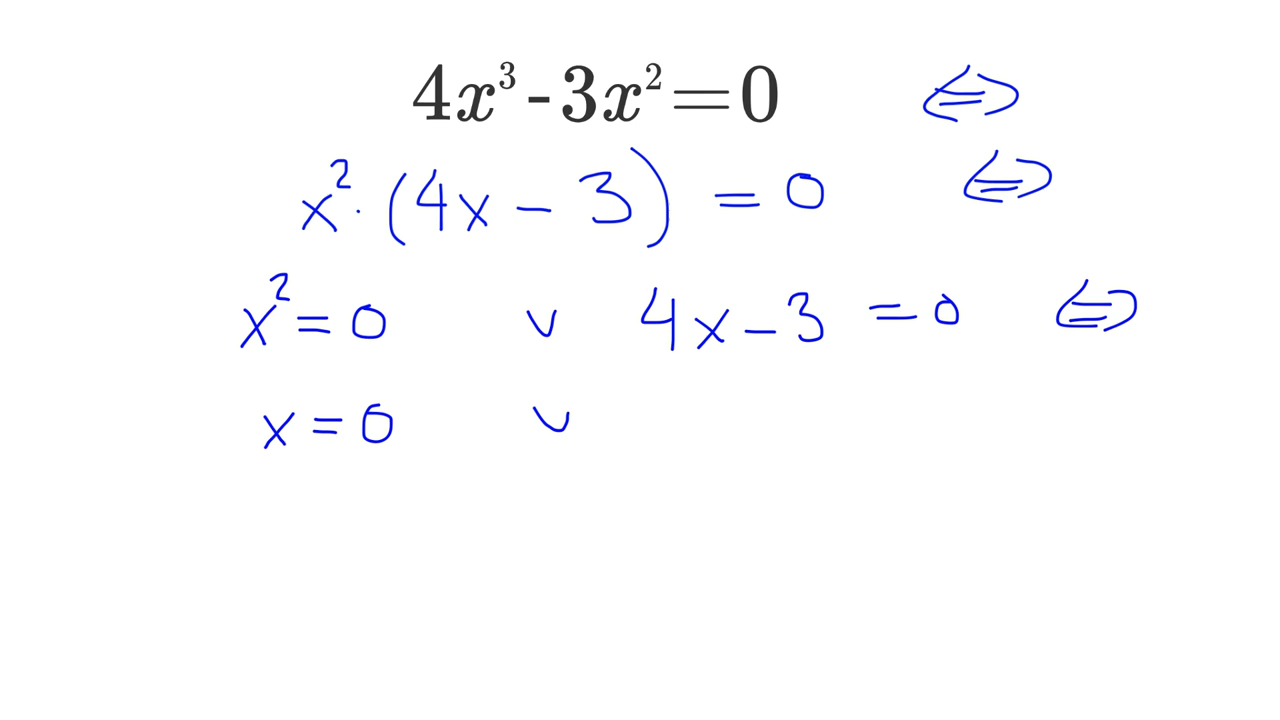 4x³-3x²=0 ⇔
x²·(4x-3)=0 ⇔
x²=0 ∨ 4x-3=0 ⇔
x=0 ∨